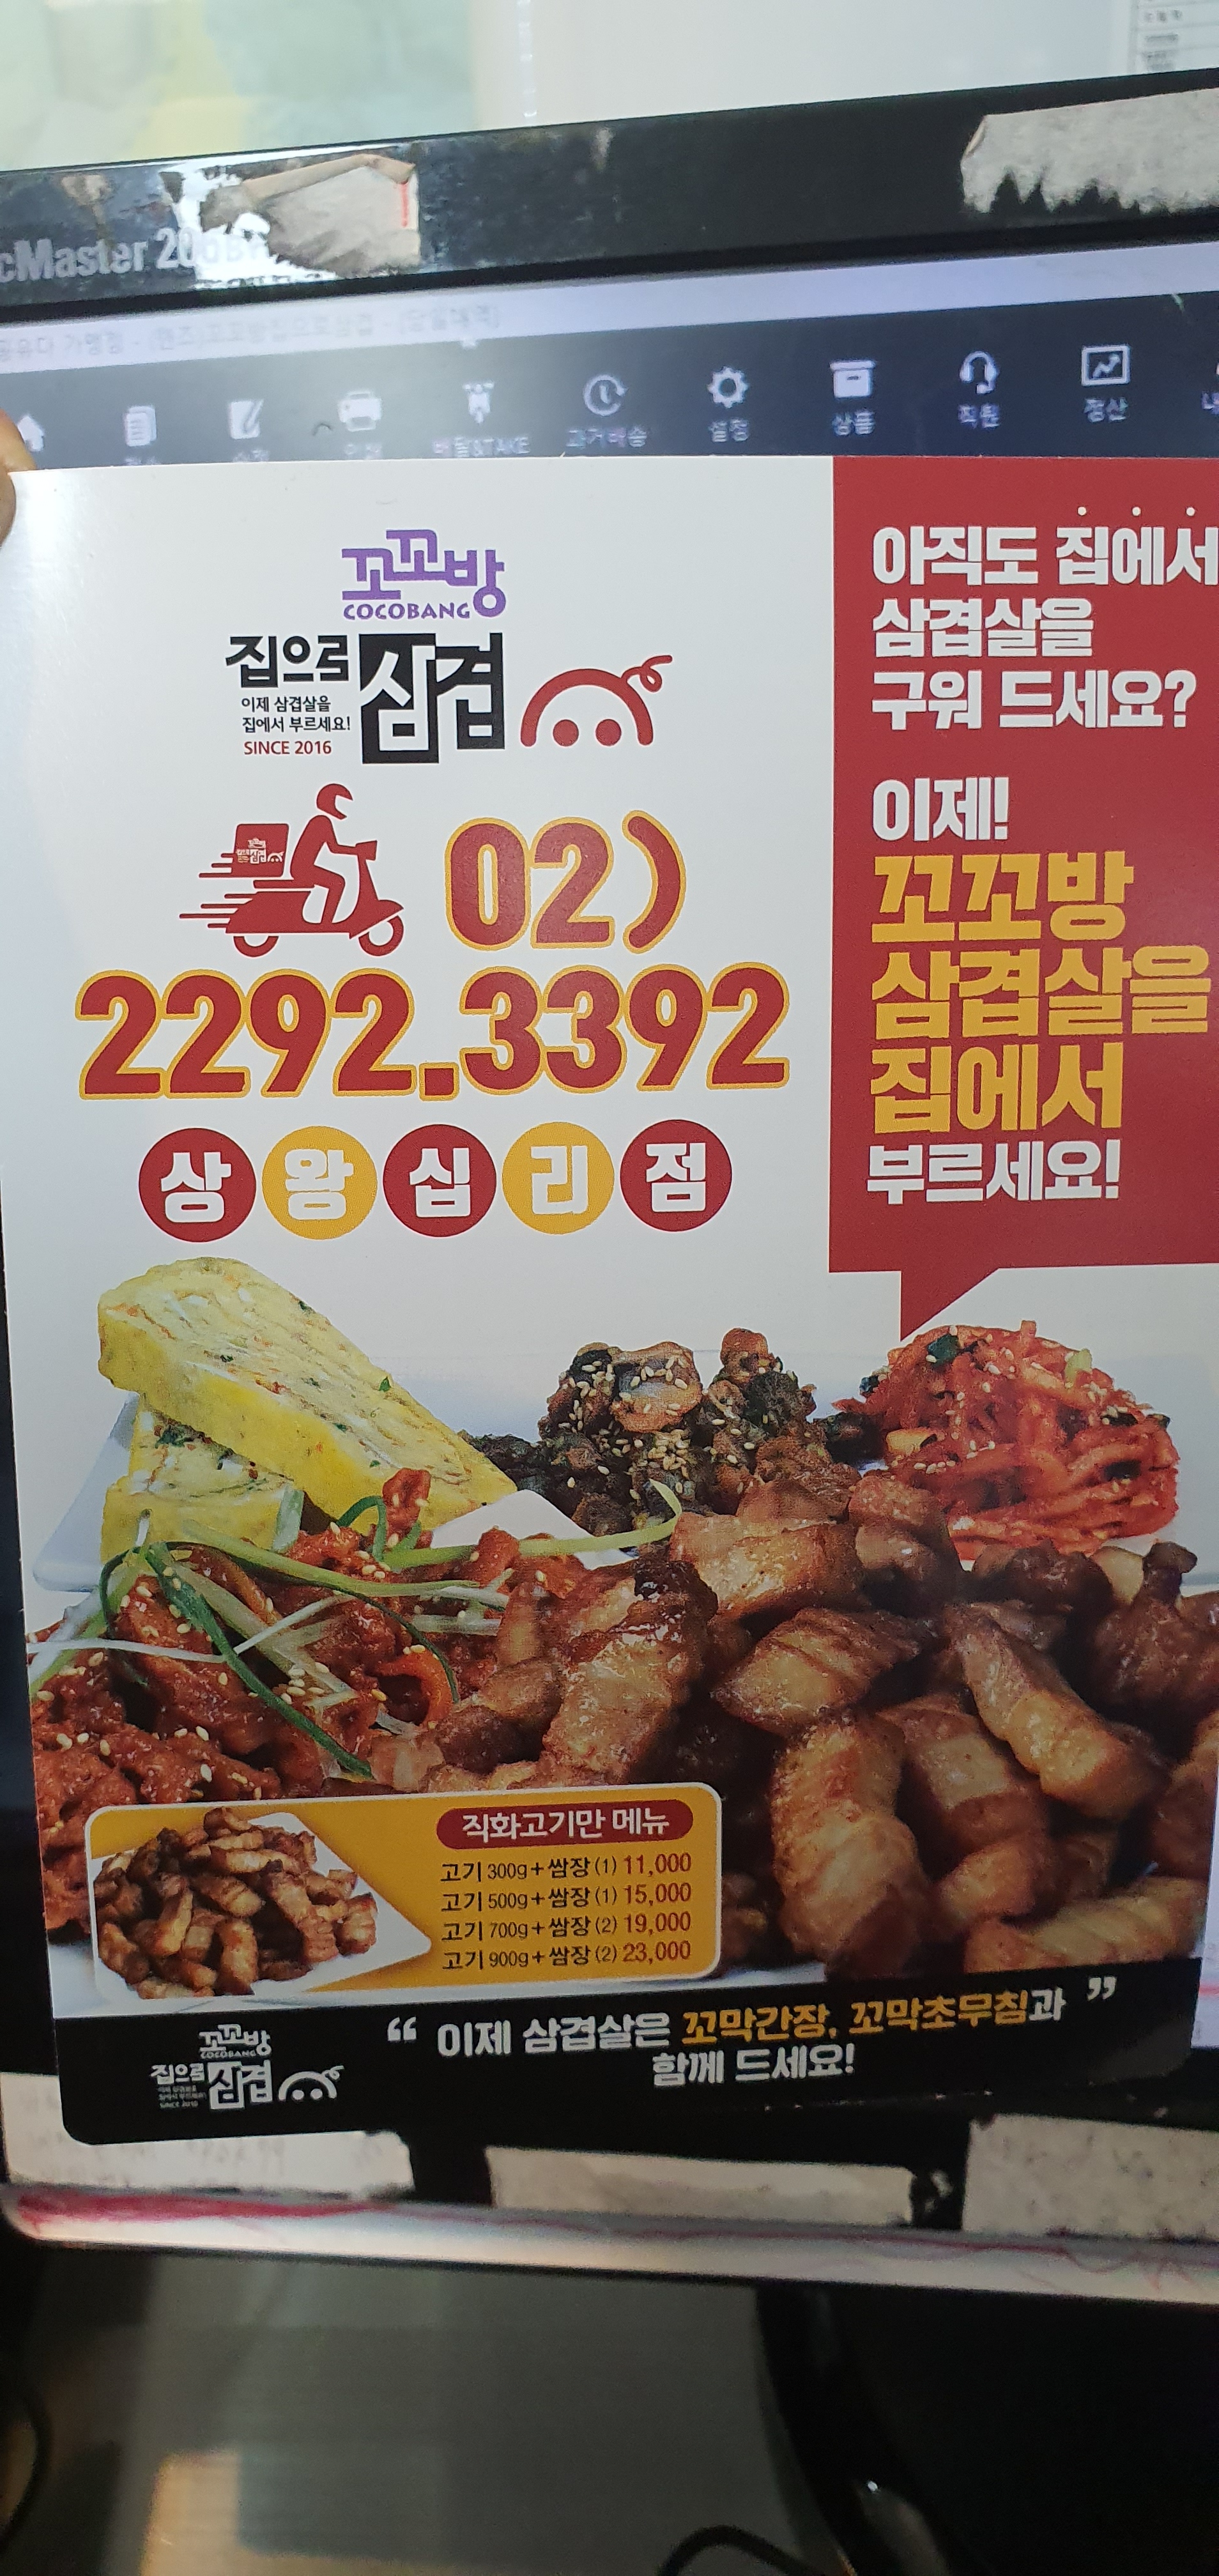 cMaster 20
설정
상품
직원
정산
꼬꼬방
COCOBANG
집으로 삼겹
이제 삼겹살을
집에서 부르세요!
SINCE 2016
02)
2292.3392
상왕십리점
아직도 집에서
삼겹살을
구워 드세요?
이제!
꼬꼬방
삼겹살을
집에서
부르세요!
직화고기만 메뉴
고기 300g+쌈장(1) 11,000
고기 500g+쌈장(1) 15,000
고기 700g+쌈장(2) 19,000
고기 900g+쌈장(2) 23,000
꼬꼬방
COCOBANG
집으로 삼겹
SINCE 2016
“ 이제 삼겹살은 꼬막간장, 꼬막초무침과 ”
함께 드세요!